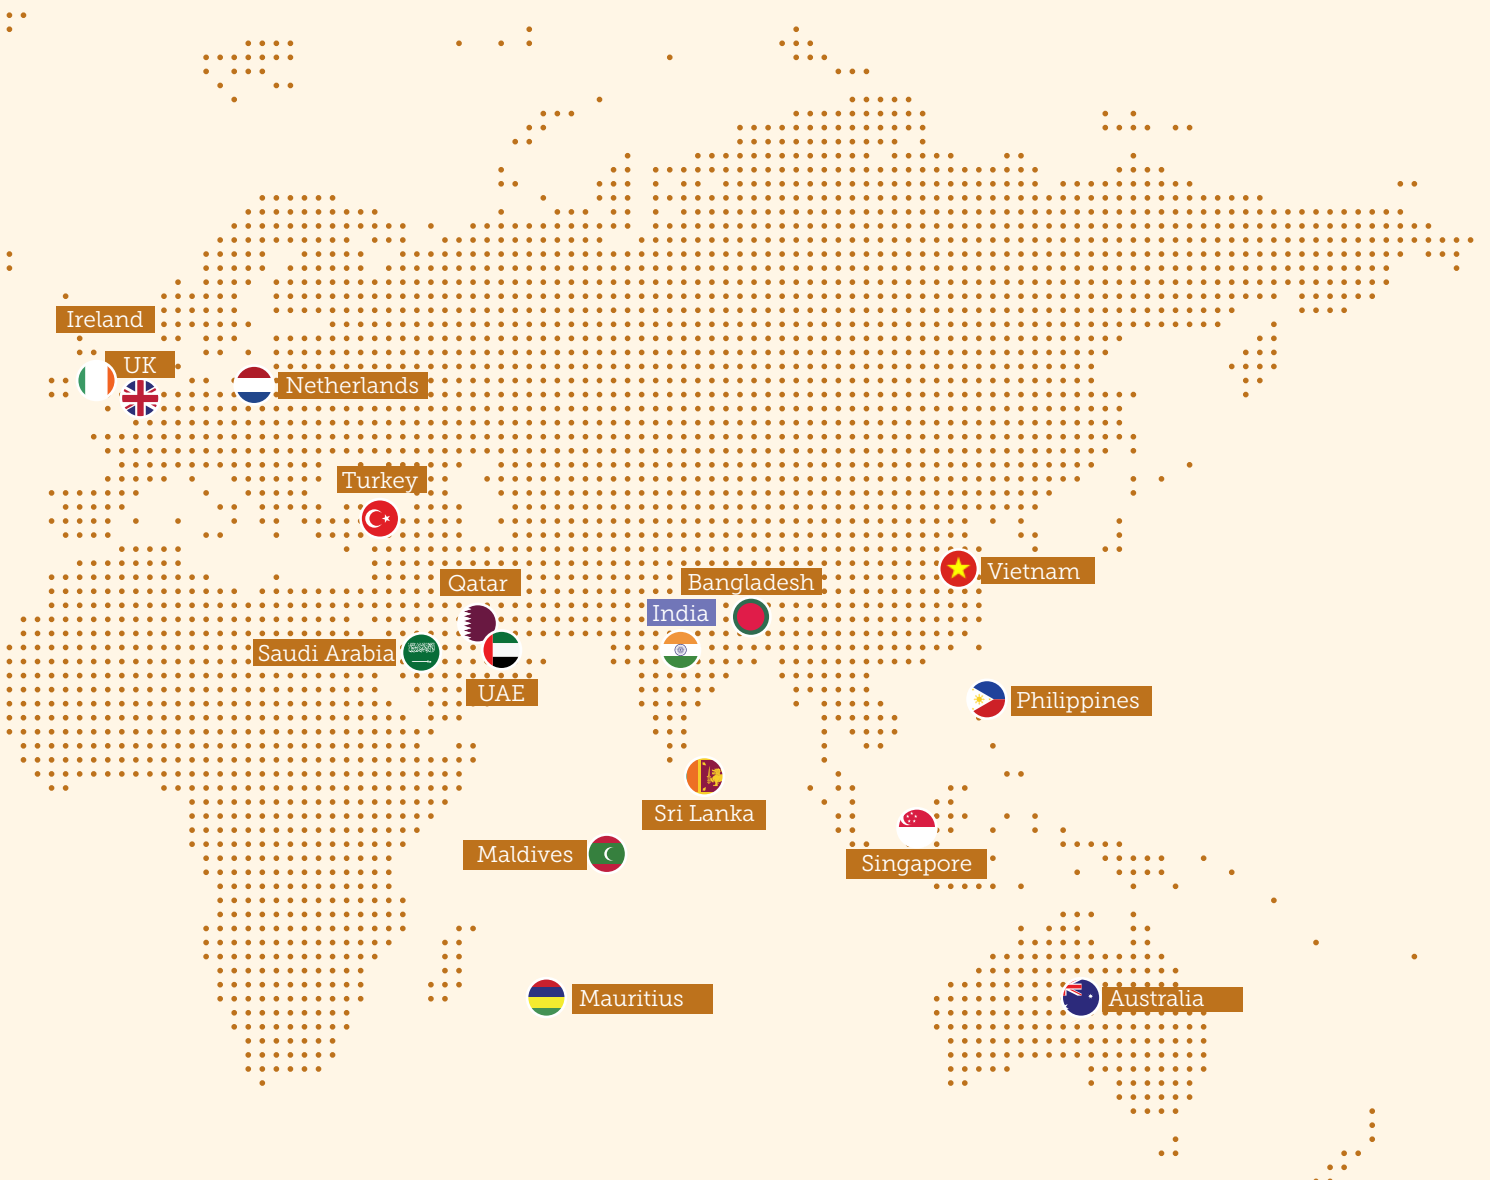 Ireland
UK
Netherlands
Turkey
Vietnam
Qatar
Bangladesh
India
Saudi Arabia
UAE
Philippines
Sri Lanka
Maldives
Singapore
Mauritius
Australia